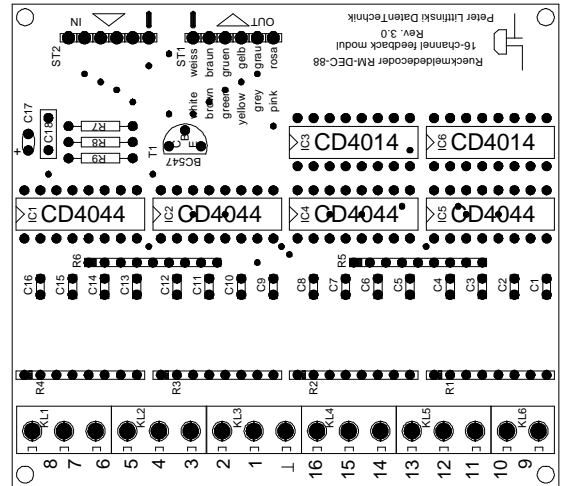 IN
OUT
ST2
ST1
weiss braun gruen gelb grau rosa
white brown green yellow grey pink
Peter Littfinski DatenTechnik
Rev. 3.0
16-channel feedback modul
Rueckmeldedecoder RM-DEC-88
C17
+
C18
R7
R8
R9
T1
C
B
E
BC547
IC3 CD4014
IC6 CD4014
IC1 CD4044
IC2 CD4044
IC4 CD4044
IC5 CD4044
R6
R5
C16 C15 C14 C13 C12 C11 C10 C9 C8 C7 C6 C5 C4 C3 C2 C1
R4 R3 R2 R1
KL1 KL2 KL3 KL4 KL5 KL6
8 7 6 5 4 3 2 1 ⊥ 16 15 14 13 12 11 10 9